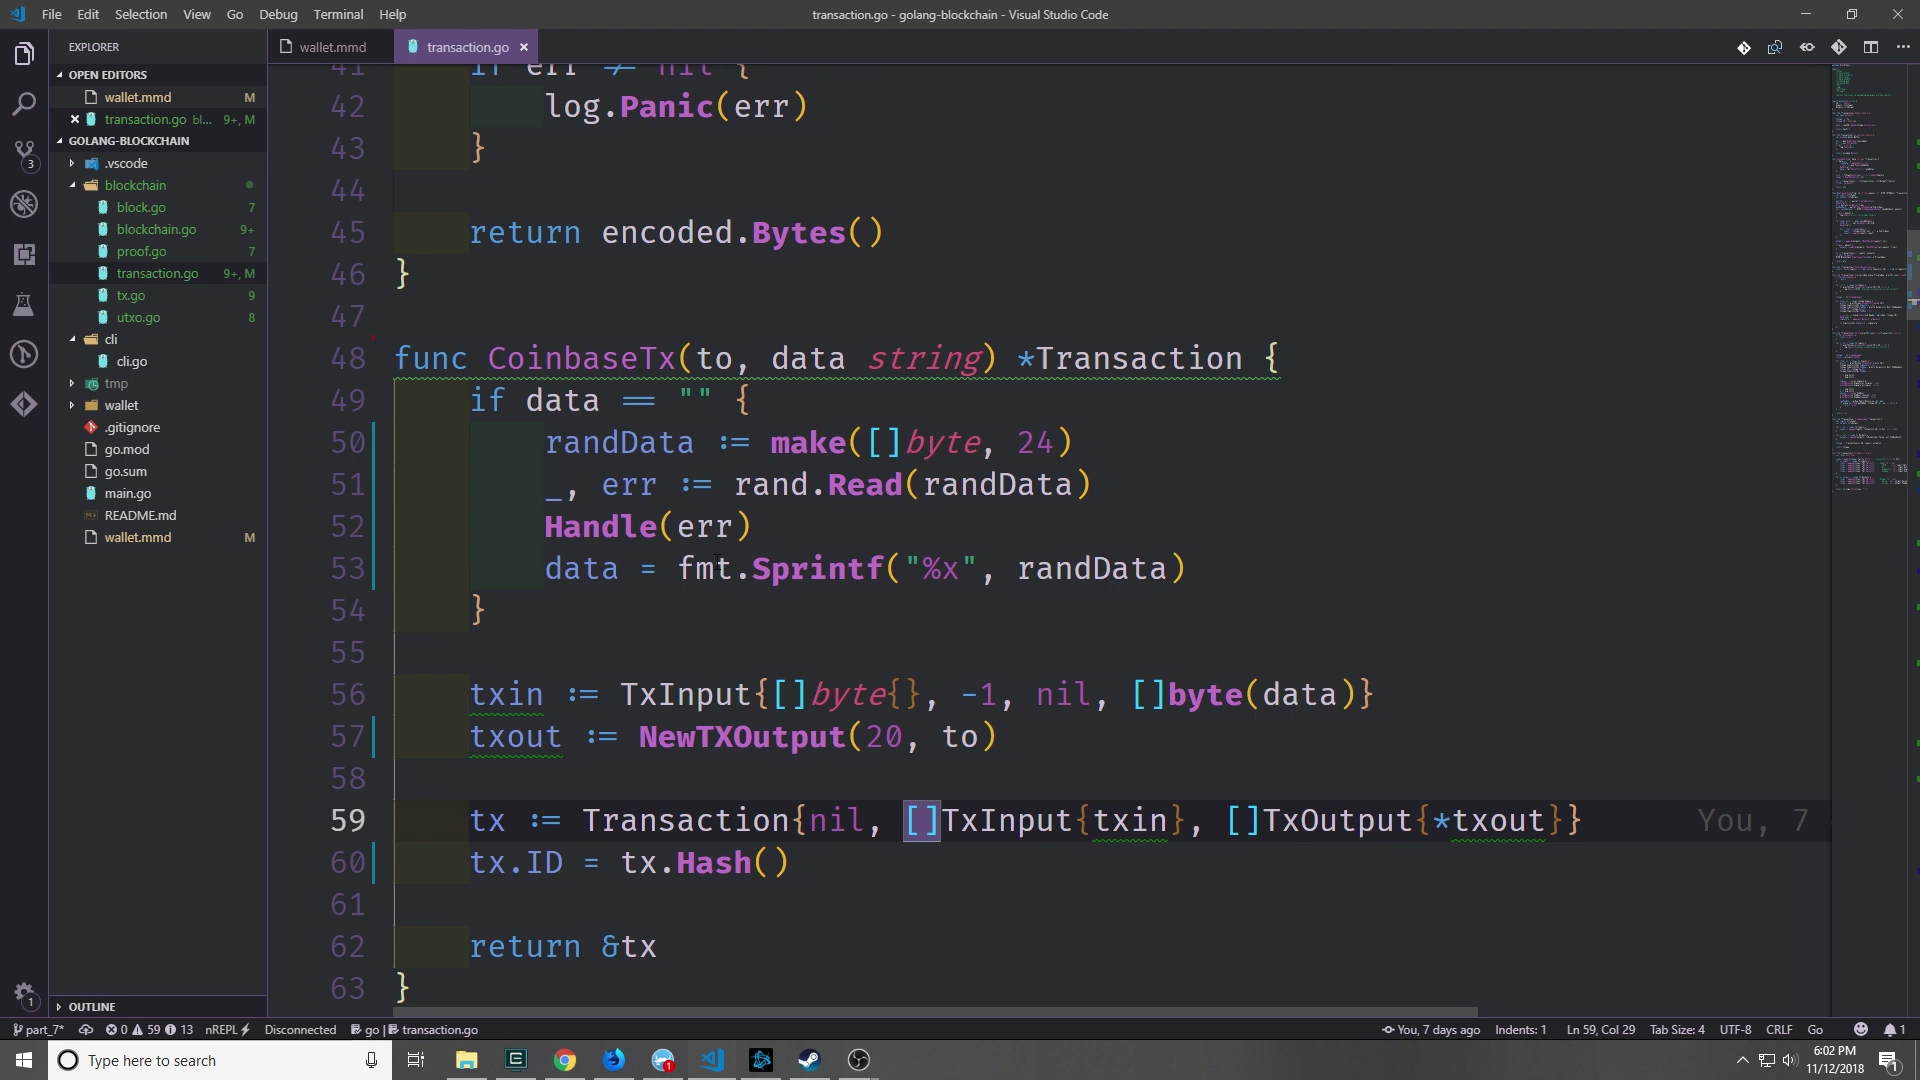 File Edit Selection View Go Debug Terminal Help
transaction.go - golang-blockchain - Visual Studio Code
EXPLORER
wallet.mmd
transaction.go ×
OPEN EDITORS
wallet.mmd M
transaction.go bl... 9+, M
GOLANG-BLOCKCHAIN
.vscode
blockchain
block.go 7
blockchain.go 9+
proof.go 7
transaction.go 9+, M
tx.go 9
utxo.go 8
cli
cli.go
tmp
wallet
.gitignore
go.mod
go.sum
main.go
README.md
wallet.mmd M
OUTLINE
3
1
41 if err ≠ nil {
42 log.Panic(err)
43 }
44
45 return encoded.Bytes()
46 }
47
48 func CoinbaseTx(to, data string) *Transaction {
49 if data == "" {
50 randData := make([]byte, 24)
51 _, err := rand.Read(randData)
52 Handle(err)
53 data = fmt.Sprintf("%x", randData)
54 }
55
56 txin := TxInput{[]byte{}, -1, nil, []byte(data)}
57 txout := NewTXOutput(20, to)
58
59 tx := Transaction{nil, []TxInput{txin}, []TxOutput{*txout}} You, 7
60 tx.ID = tx.Hash()
61
62 return &tx
63 }
part_7* 0 59 13 nREPL Disconnected go | transaction.go
You, 7 days ago Indents: 1 Ln 59, Col 29 Tab Size: 4 UTF-8 CRLF Go 1
Type here to search
1
6:02 PM
11/12/2018
1